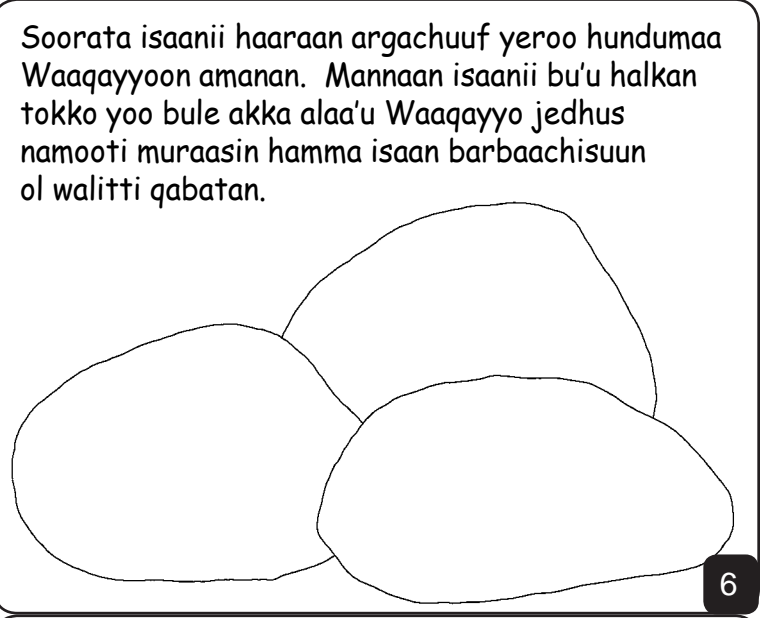 Soorata isaanii haaraan argachuuf yeroo hundumaa
Waaqayyoon amanan.  Mannaan isaanii bu'u halkan
tokko yoo bule akka alaa'u Waaqayyo jedhus
namooti muraasin hamma isaan barbaachisuun
ol walitti qabatan.
6